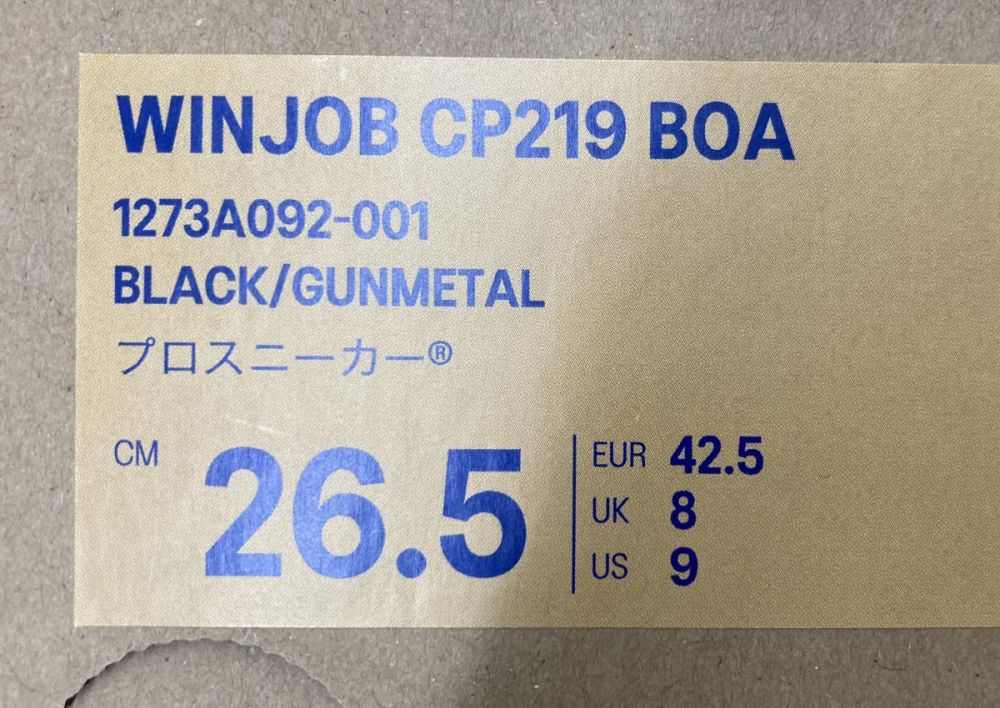 WINJOB CP219 BOA
1273A092-001
BLACK/GUNMETAL
プロスニーカー®
CM 26.5
EUR 42.5
UK 8
US 9